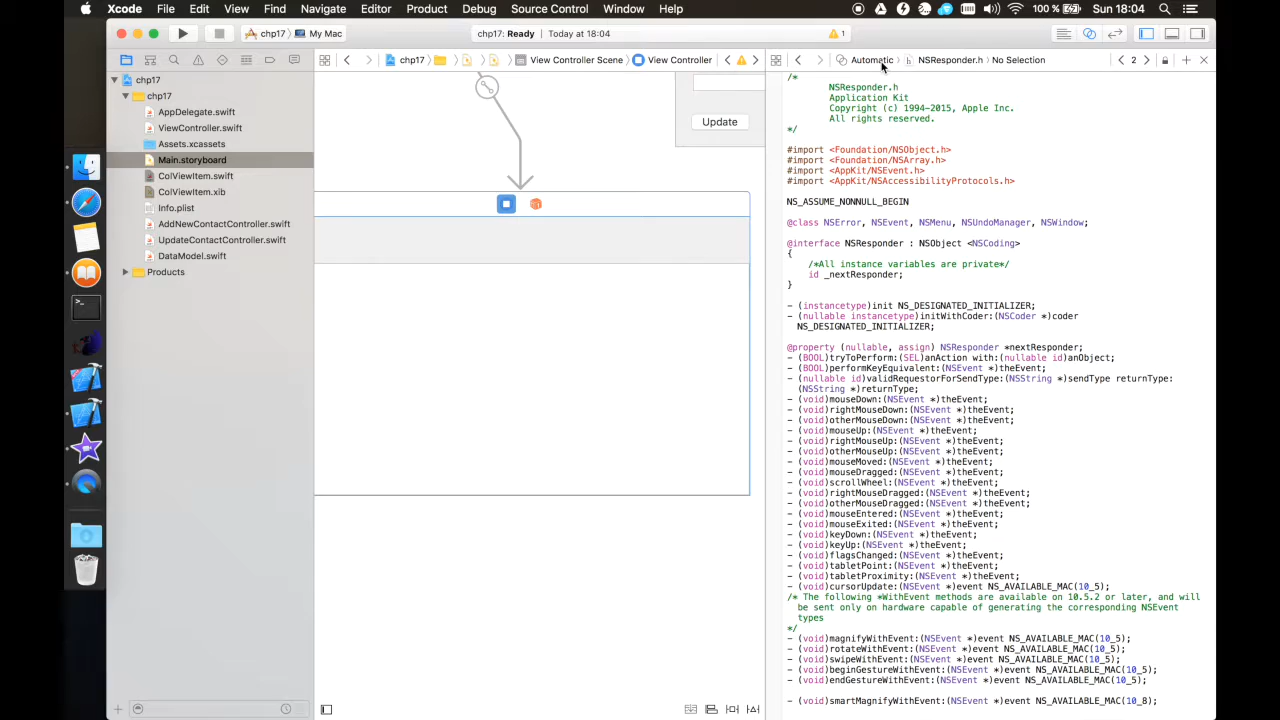 Xcode File Edit View Find Navigate Editor Product Debug Source Control Window Help 100 % Sun 18:04
chp17 〉 My Mac
chp17: Ready | Today at 18:04
1
chp17 View Controller Scene View Controller
Automatic 〉 NSResponder.h 〉 No Selection
2
chp17
chp17
AppDelegate.swift
ViewController.swift
Assets.xcassets
Main.storyboard
ColViewItem.swift
ColViewItem.xib
Info.plist
AddNewContactController.swift
UpdateContactController.swift
DataModel.swift
Products
Update
/*
NSResponder.h
Application Kit
Copyright (c) 1994-2015, Apple Inc.
All rights reserved.
*/
#import <Foundation/NSObject.h>
#import <Foundation/NSArray.h>
#import <AppKit/NSEvent.h>
#import <AppKit/NSAccessibilityProtocols.h>
NS_ASSUME_NONNULL_BEGIN
@class NSError, NSEvent, NSMenu, NSUndoManager, NSWindow;
@interface NSResponder : NSObject <NSCoding>
{
/*All instance variables are private*/
id _nextResponder;
}
- (instancetype)init NS_DESIGNATED_INITIALIZER;
- (nullable instancetype)initWithCoder:(NSCoder *)coder
NS_DESIGNATED_INITIALIZER;
@property (nullable, assign) NSResponder *nextResponder;
- (BOOL)tryToPerform:(SEL)anAction with:(nullable id)anObject;
- (BOOL)performKeyEquivalent:(NSEvent *)theEvent;
- (nullable id)validRequestorForSendType:(NSString *)sendType returnType:
(NSString *)returnType;
- (void)mouseDown:(NSEvent *)theEvent;
- (void)rightMouseDown:(NSEvent *)theEvent;
- (void)otherMouseDown:(NSEvent *)theEvent;
- (void)mouseUp:(NSEvent *)theEvent;
- (void)rightMouseUp:(NSEvent *)theEvent;
- (void)otherMouseUp:(NSEvent *)theEvent;
- (void)mouseMoved:(NSEvent *)theEvent;
- (void)mouseDragged:(NSEvent *)theEvent;
- (void)scrollWheel:(NSEvent *)theEvent;
- (void)rightMouseDragged:(NSEvent *)theEvent;
- (void)otherMouseDragged:(NSEvent *)theEvent;
- (void)mouseEntered:(NSEvent *)theEvent;
- (void)mouseExited:(NSEvent *)theEvent;
- (void)keyDown:(NSEvent *)theEvent;
- (void)keyUp:(NSEvent *)theEvent;
- (void)flagsChanged:(NSEvent *)theEvent;
- (void)tabletPoint:(NSEvent *)theEvent;
- (void)tabletProximity:(NSEvent *)theEvent;
- (void)cursorUpdate:(NSEvent *)event NS_AVAILABLE_MAC(10_5);
/* The following *WithEvent methods are available on 10.5.2 or later, and will
be sent only on hardware capable of generating the corresponding NSEvent
types
*/
- (void)magnifyWithEvent:(NSEvent *)event NS_AVAILABLE_MAC(10_5);
- (void)rotateWithEvent:(NSEvent *)event NS_AVAILABLE_MAC(10_5);
- (void)swipeWithEvent:(NSEvent *)event NS_AVAILABLE_MAC(10_5);
- (void)beginGestureWithEvent:(NSEvent *)event NS_AVAILABLE_MAC(10_5);
- (void)endGestureWithEvent:(NSEvent *)event NS_AVAILABLE_MAC(10_5);
- (void)smartMagnifyWithEvent:(NSEvent *)event NS_AVAILABLE_MAC(10_8);